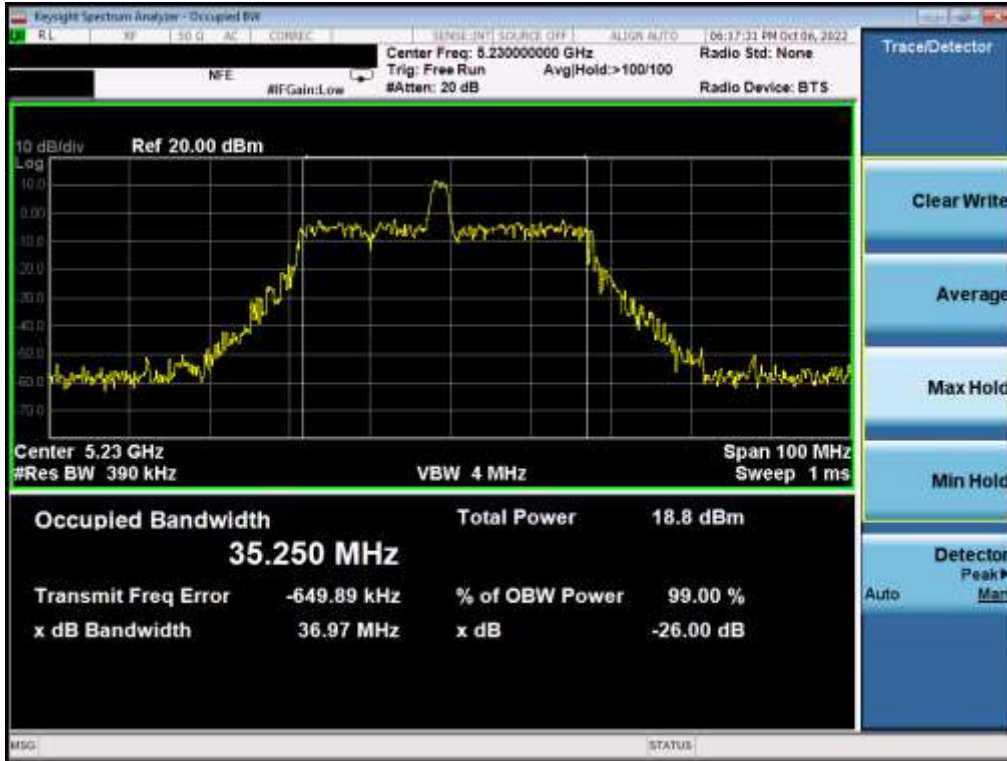 Keysight Spectrum Analyzer - Occupied BW
RL RF 50 Ω AC CORREC SENSE:INT SOURCE OFF ALIGN AUTO 06:17:31 PM Oct 06, 2022
Center Freq: 5.230000000 GHz Radio Std: None
NFE Trig: Free Run Avg|Hold:>100/100
#IFGain:Low #Atten: 20 dB Radio Device: BTS
Trace/Detector
10 dB/div Ref 20.00 dBm
Log
10.0
0.00
-10.0
-20.0
-30.0
-40.0
-50.0
-60.0
-70.0
Center 5.23 GHz Span 100 MHz
#Res BW 390 kHz VBW 4 MHz Sweep 1 ms
Clear Write
Average
Max Hold
Min Hold
Detector
Peak▶
Auto Man
Occupied Bandwidth Total Power 18.8 dBm
35.250 MHz
Transmit Freq Error -649.89 kHz % of OBW Power 99.00 %
x dB Bandwidth 36.97 MHz x dB -26.00 dB
MSG STATUS